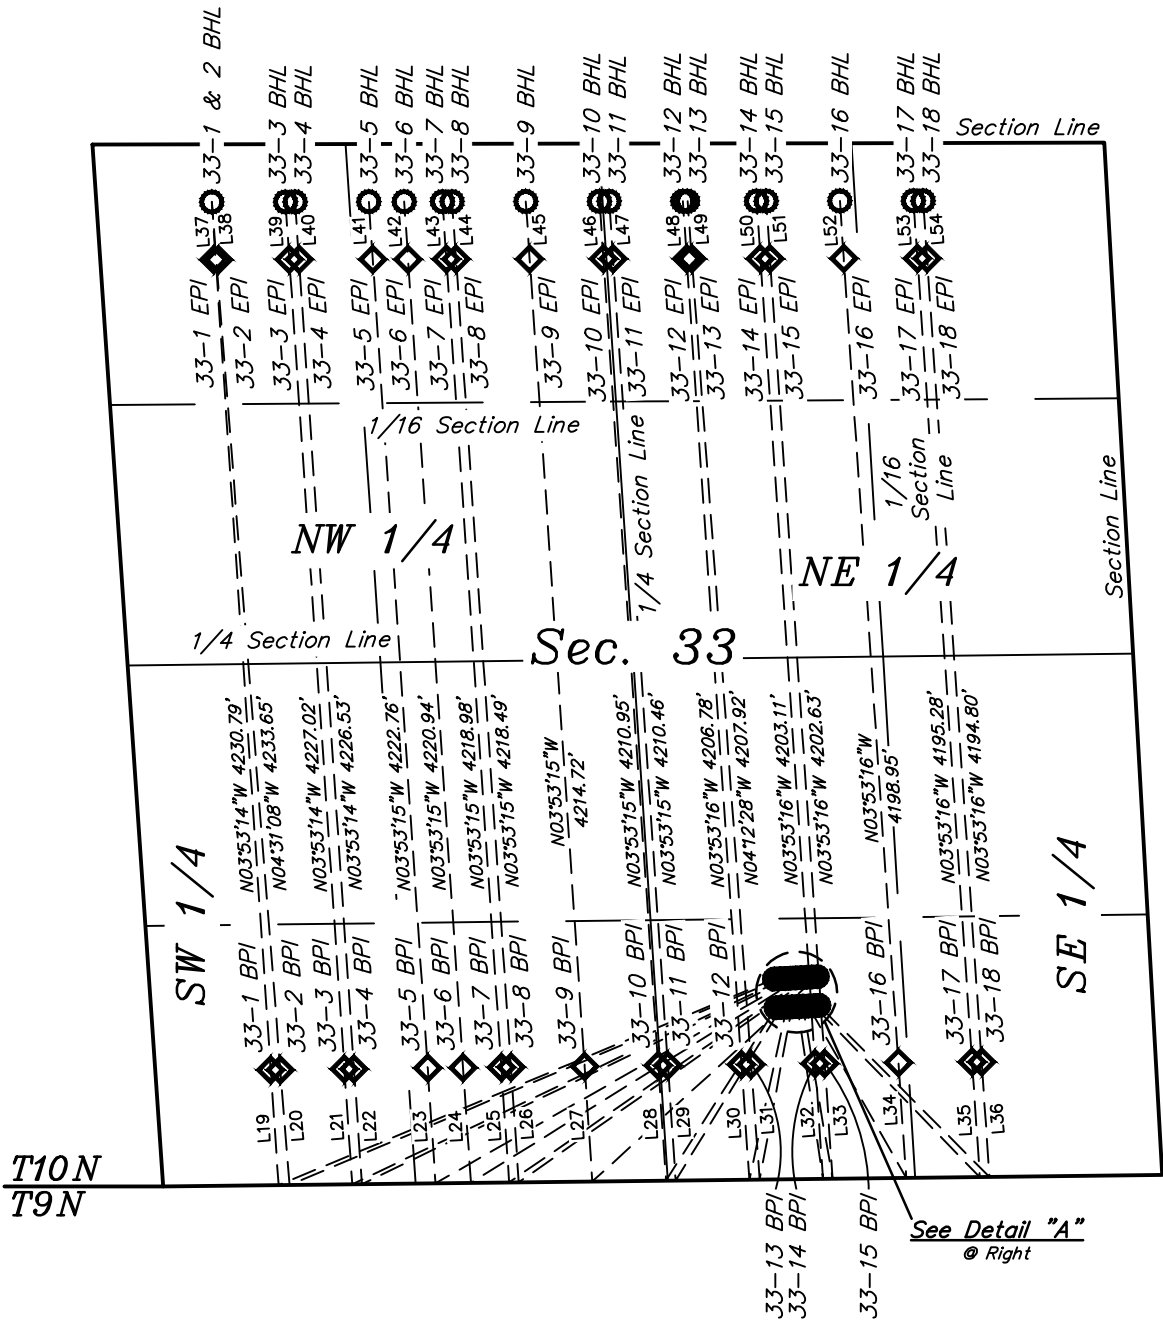 33-1 & 2 BHL
33-3 BHL
33-4 BHL
33-5 BHL
33-6 BHL
33-7 BHL
33-8 BHL
33-9 BHL
33-10 BHL
33-11 BHL
33-12 BHL
33-13 BHL
33-14 BHL
33-15 BHL
33-16 BHL
33-17 BHL
33-18 BHL
Section Line
L37
L38
L39
L40
L41
L42
L43
L44
L45
L46
L47
L48
L49
L50
L51
L52
L53
L54
33-1 EPI
33-2 EPI
33-3 EPI
33-4 EPI
33-5 EPI
33-6 EPI
33-7 EPI
33-8 EPI
33-9 EPI
33-10 EPI
33-11 EPI
33-12 EPI
33-13 EPI
33-14 EPI
33-15 EPI
33-16 EPI
33-17 EPI
33-18 EPI
1/16 Section Line
1/4 Section Line
1/16
Section
Line
Section Line
NW 1/4
NE 1/4
1/4 Section Line
Sec. 33
N03°53'14"W 4230.79'
N04°31'08"W 4233.65'
N03°53'14"W 4227.02'
N03°53'14"W 4226.53'
N03°53'15"W 4222.76'
N03°53'15"W 4220.94'
N03°53'15"W 4218.98'
N03°53'15"W 4218.49'
N03°53'15"W
4214.72'
N03°53'15"W 4210.95'
N03°53'15"W 4210.46'
N03°53'16"W 4206.78'
N04°12'28"W 4207.92'
N03°53'16"W 4203.11'
N03°53'16"W 4202.63'
N03°53'16"W
4198.95'
N03°53'16"W 4195.28'
N03°53'16"W 4194.80'
SW 1/4
SE 1/4
33-1 BPI
33-2 BPI
33-3 BPI
33-4 BPI
33-5 BPI
33-6 BPI
33-7 BPI
33-8 BPI
33-9 BPI
33-10 BPI
33-11 BPI
33-12 BPI
33-16 BPI
33-17 BPI
33-18 BPI
L19
L20
L21
L22
L23
L24
L25
L26
L27
L28
L29
L30
L31
L32
L33
L34
L35
L36
T10N
T9N
33-13 BPI
33-14 BPI
33-15 BPI
See Detail "A"
@ Right